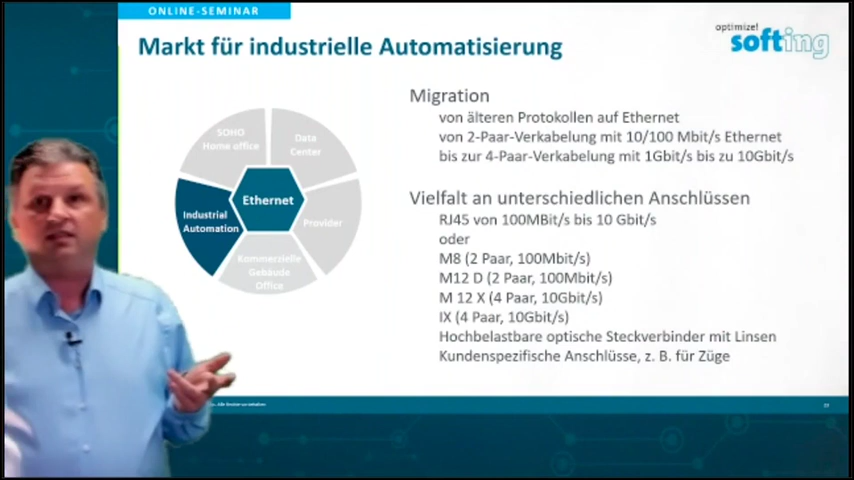 ONLINE-SEMINAR
Markt für industrielle Automatisierung
optimize!
softing
SOHO
Home office
Data
Center
Industrial
Automation
Ethernet
Provider
Kommerzielle
Gebäude
Office
Migration
von älteren Protokollen auf Ethernet
von 2-Paar-Verkabelung mit 10/100 Mbit/s Ethernet
bis zur 4-Paar-Verkabelung mit 1Gbit/s bis zu 10Gbit/s
Vielfalt an unterschiedlichen Anschlüssen
RJ45 von 100MBit/s bis 10 Gbit/s
oder
M8 (2 Paar, 100Mbit/s)
M12 D (2 Paar, 100Mbit/s)
M 12 X (4 Paar, 10Gbit/s)
IX (4 Paar, 10Gbit/s)
Hochbelastbare optische Steckverbinder mit Linsen
Kundenspezifische Anschlüsse, z. B. für Züge